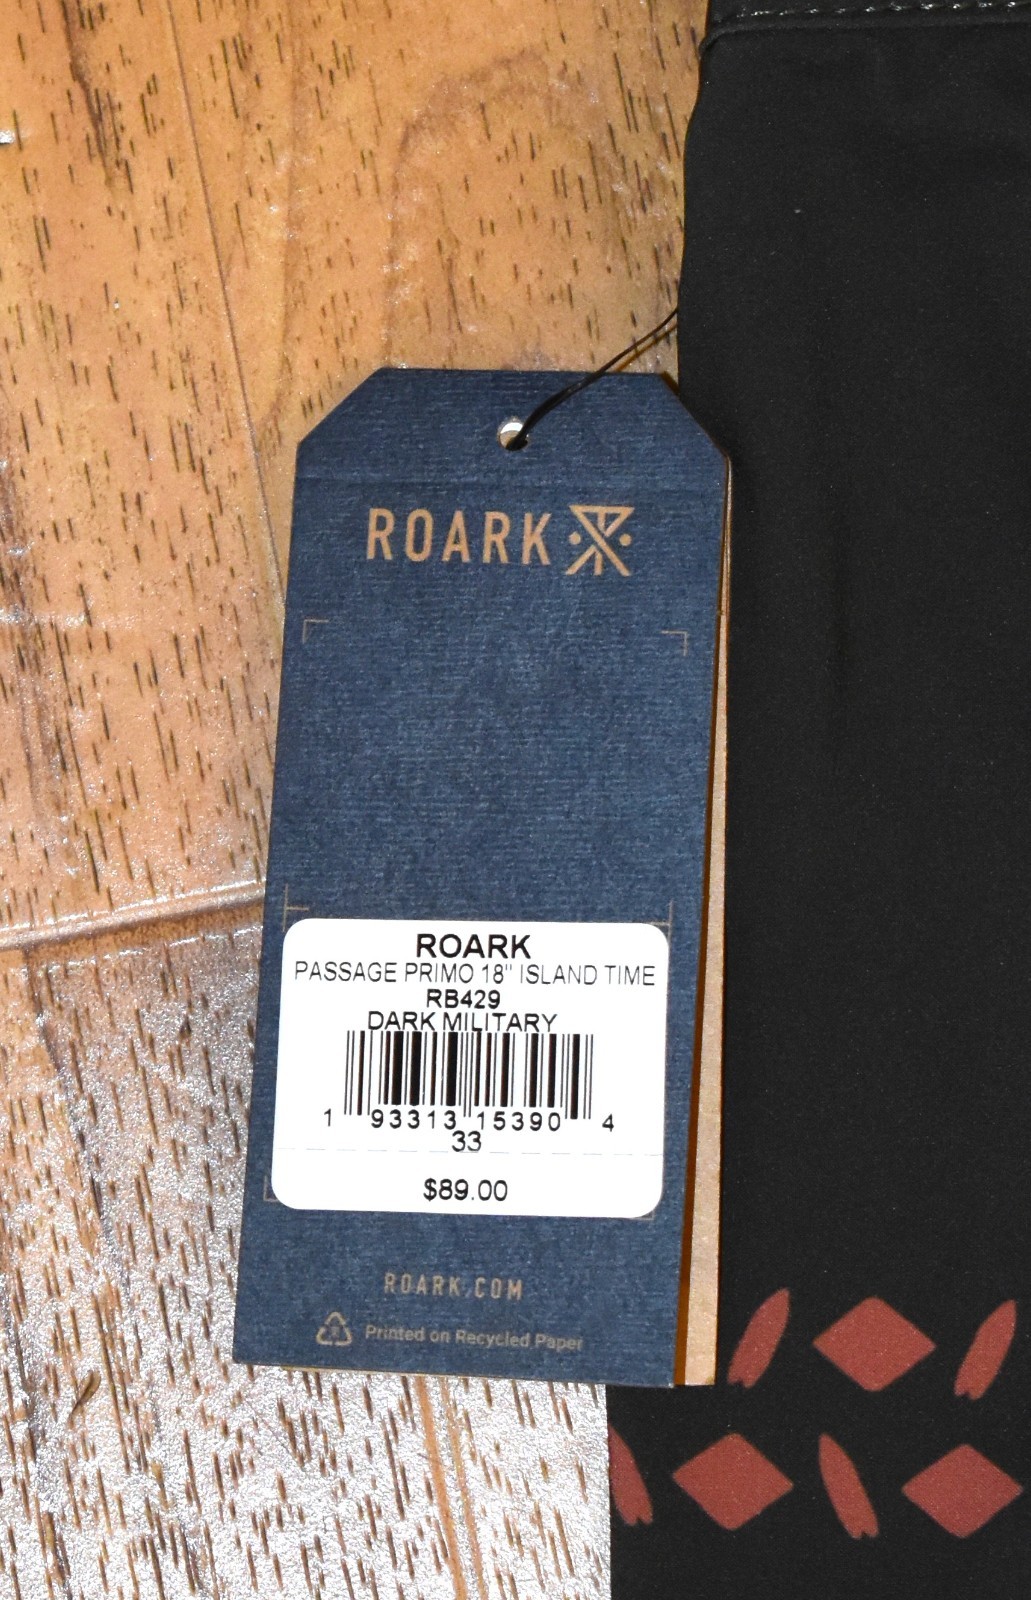 ROARK
ROARK
PASSAGE PRIMO 18" ISLAND TIME
RB429
DARK MILITARY
1 93313 15390 4
33
$89.00
ROARK.COM
Printed on Recycled Paper